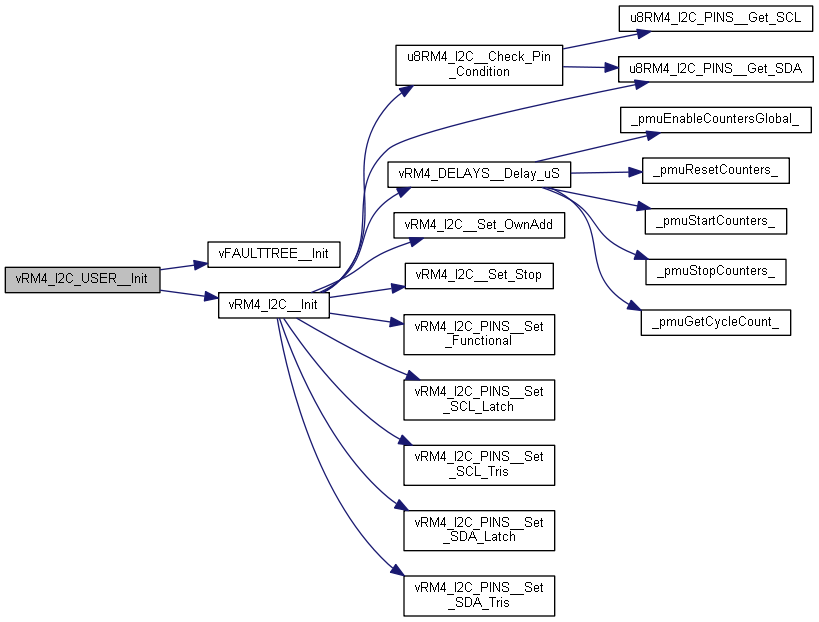 vRM4_I2C_USER__Init
vFAULTTREE__Init
vRM4_I2C__Init
u8RM4_I2C__Check_Pin
_Condition
vRM4_DELAYS__Delay_uS
vRM4_I2C__Set_OwnAdd
vRM4_I2C__Set_Stop
vRM4_I2C_PINS__Set
_Functional
vRM4_I2C_PINS__Set
_SCL_Latch
vRM4_I2C_PINS__Set
_SCL_Tris
vRM4_I2C_PINS__Set
_SDA_Latch
vRM4_I2C_PINS__Set
_SDA_Tris
u8RM4_I2C_PINS__Get_SCL
u8RM4_I2C_PINS__Get_SDA
_pmuEnableCountersGlobal_
_pmuResetCounters_
_pmuStartCounters_
_pmuStopCounters_
_pmuGetCycleCount_